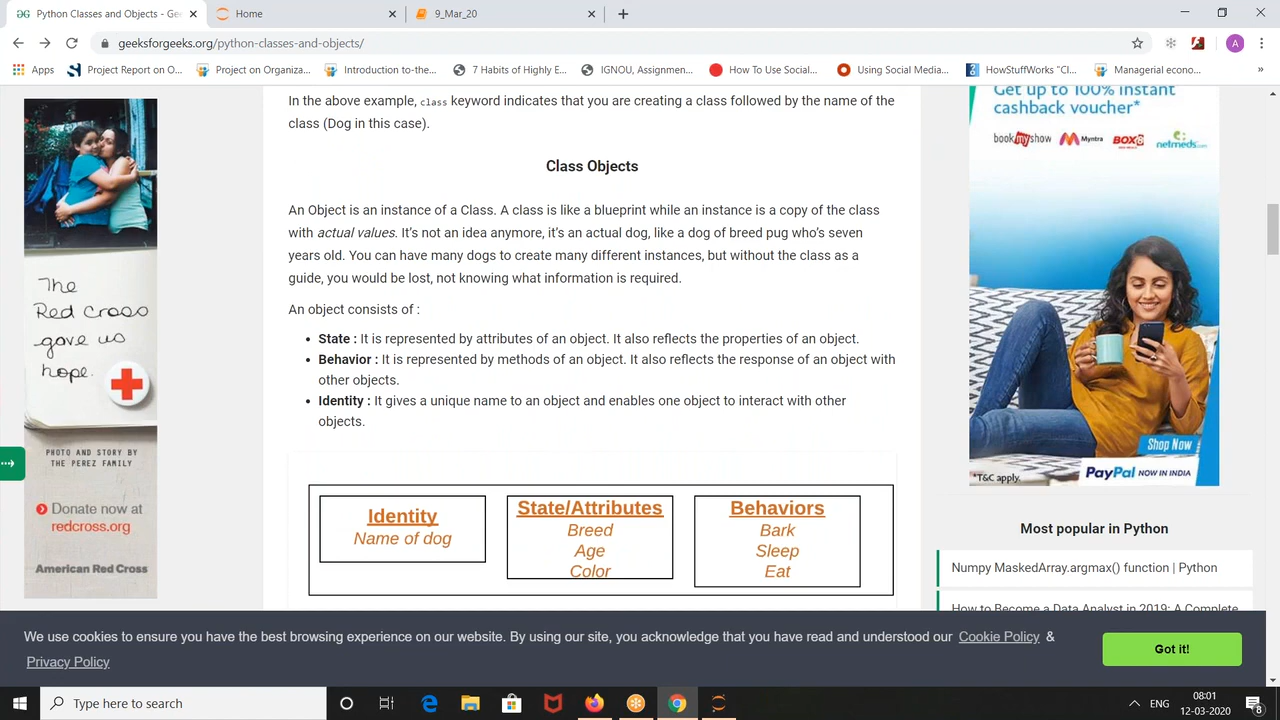 Python Classes and Objects - Gee
Home
9_Mar_20
geeksforgeeks.org/python-classes-and-objects/
A
Apps
Project Report on O...
Project on Organiza...
Introduction to-the...
7 Habits of Highly E...
IGNOU, Assignmen...
How To Use Social...
Using Social Media...
HowStuffWorks "Cl...
Managerial econo...
»
In the above example, class keyword indicates that you are creating a class followed by the name of the
class (Dog in this case).
Class Objects
An Object is an instance of a Class. A class is like a blueprint while an instance is a copy of the class
with actual values. It's not an idea anymore, it's an actual dog, like a dog of breed pug who's seven
years old. You can have many dogs to create many different instances, but without the class as a
guide, you would be lost, not knowing what information is required.
An object consists of :
• State : It is represented by attributes of an object. It also reflects the properties of an object.
• Behavior : It is represented by methods of an object. It also reflects the response of an object with
other objects.
• Identity : It gives a unique name to an object and enables one object to interact with other
objects.
Identity
Name of dog
State/Attributes
Breed
Age
Color
Behaviors
Bark
Sleep
Eat
The
Red Cross
gave us
hope.
PHOTO AND STORY BY
THE PEREZ FAMILY
Donate now at
redcross.org
American Red Cross
Get up to 100% instant
cashback voucher*
bookmyshow
Myntra
BOX8
netmeds.com
Shop Now
*T&C apply.
PayPal NOW IN INDIA
Most popular in Python
Numpy MaskedArray.argmax() function | Python
How to Become a Data Analyst in 2019: A Complete
We use cookies to ensure you have the best browsing experience on our website. By using our site, you acknowledge that you have read and understood our Cookie Policy &
Privacy Policy
Got it!
Type here to search
ENG
08:01
12-03-2020
8